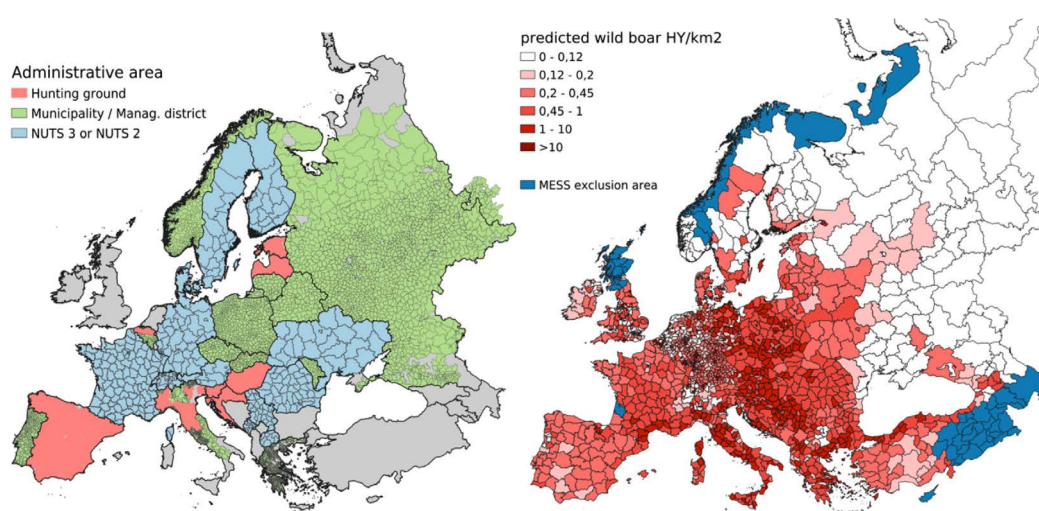 Administrative area
Hunting ground
Municipality / Manag. district
NUTS 3 or NUTS 2
predicted wild boar HY/km2
0 - 0,12
0,12 - 0,2
0,2 - 0,45
0,45 - 1
1 - 10
>10
MESS exclusion area